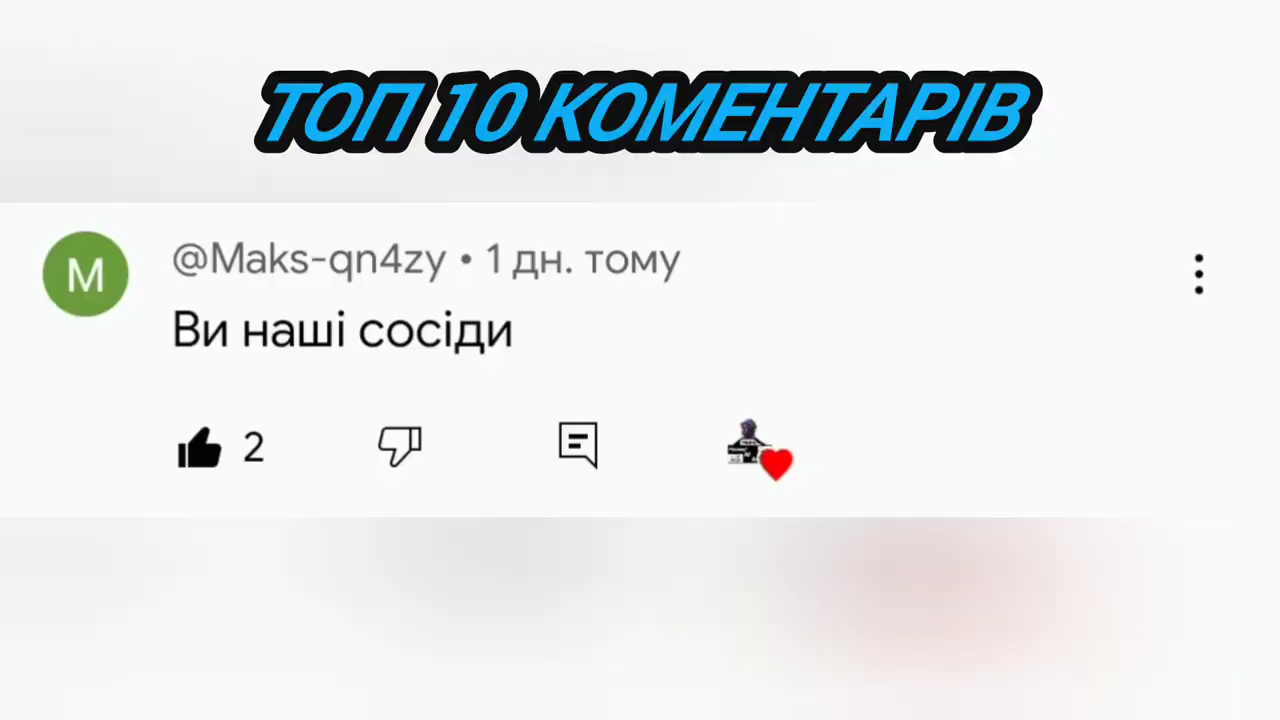 ТОП 10 КОМЕНТАРІВ
M
@Maks-qn4zy • 1 дн. тому
Ви наші сосіди
2